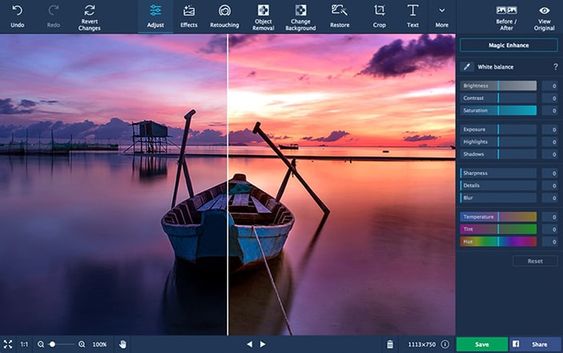 Undo
Redo
Revert
Changes
Adjust
Effects
Retouching
Object
Removal
Change
Background
Restore
Crop
Text
More
Before /
After
View
Original
Magic Enhance
White balance ?
Brightness 0
Contrast 0
Saturation 0
Exposure 0
Highlights 0
Shadows 0
Sharpness 0
Details 0
Blur 0
Temperature 0
Tint 0
Hue 0
Reset
1:1
100%
1113×750
Save
Share